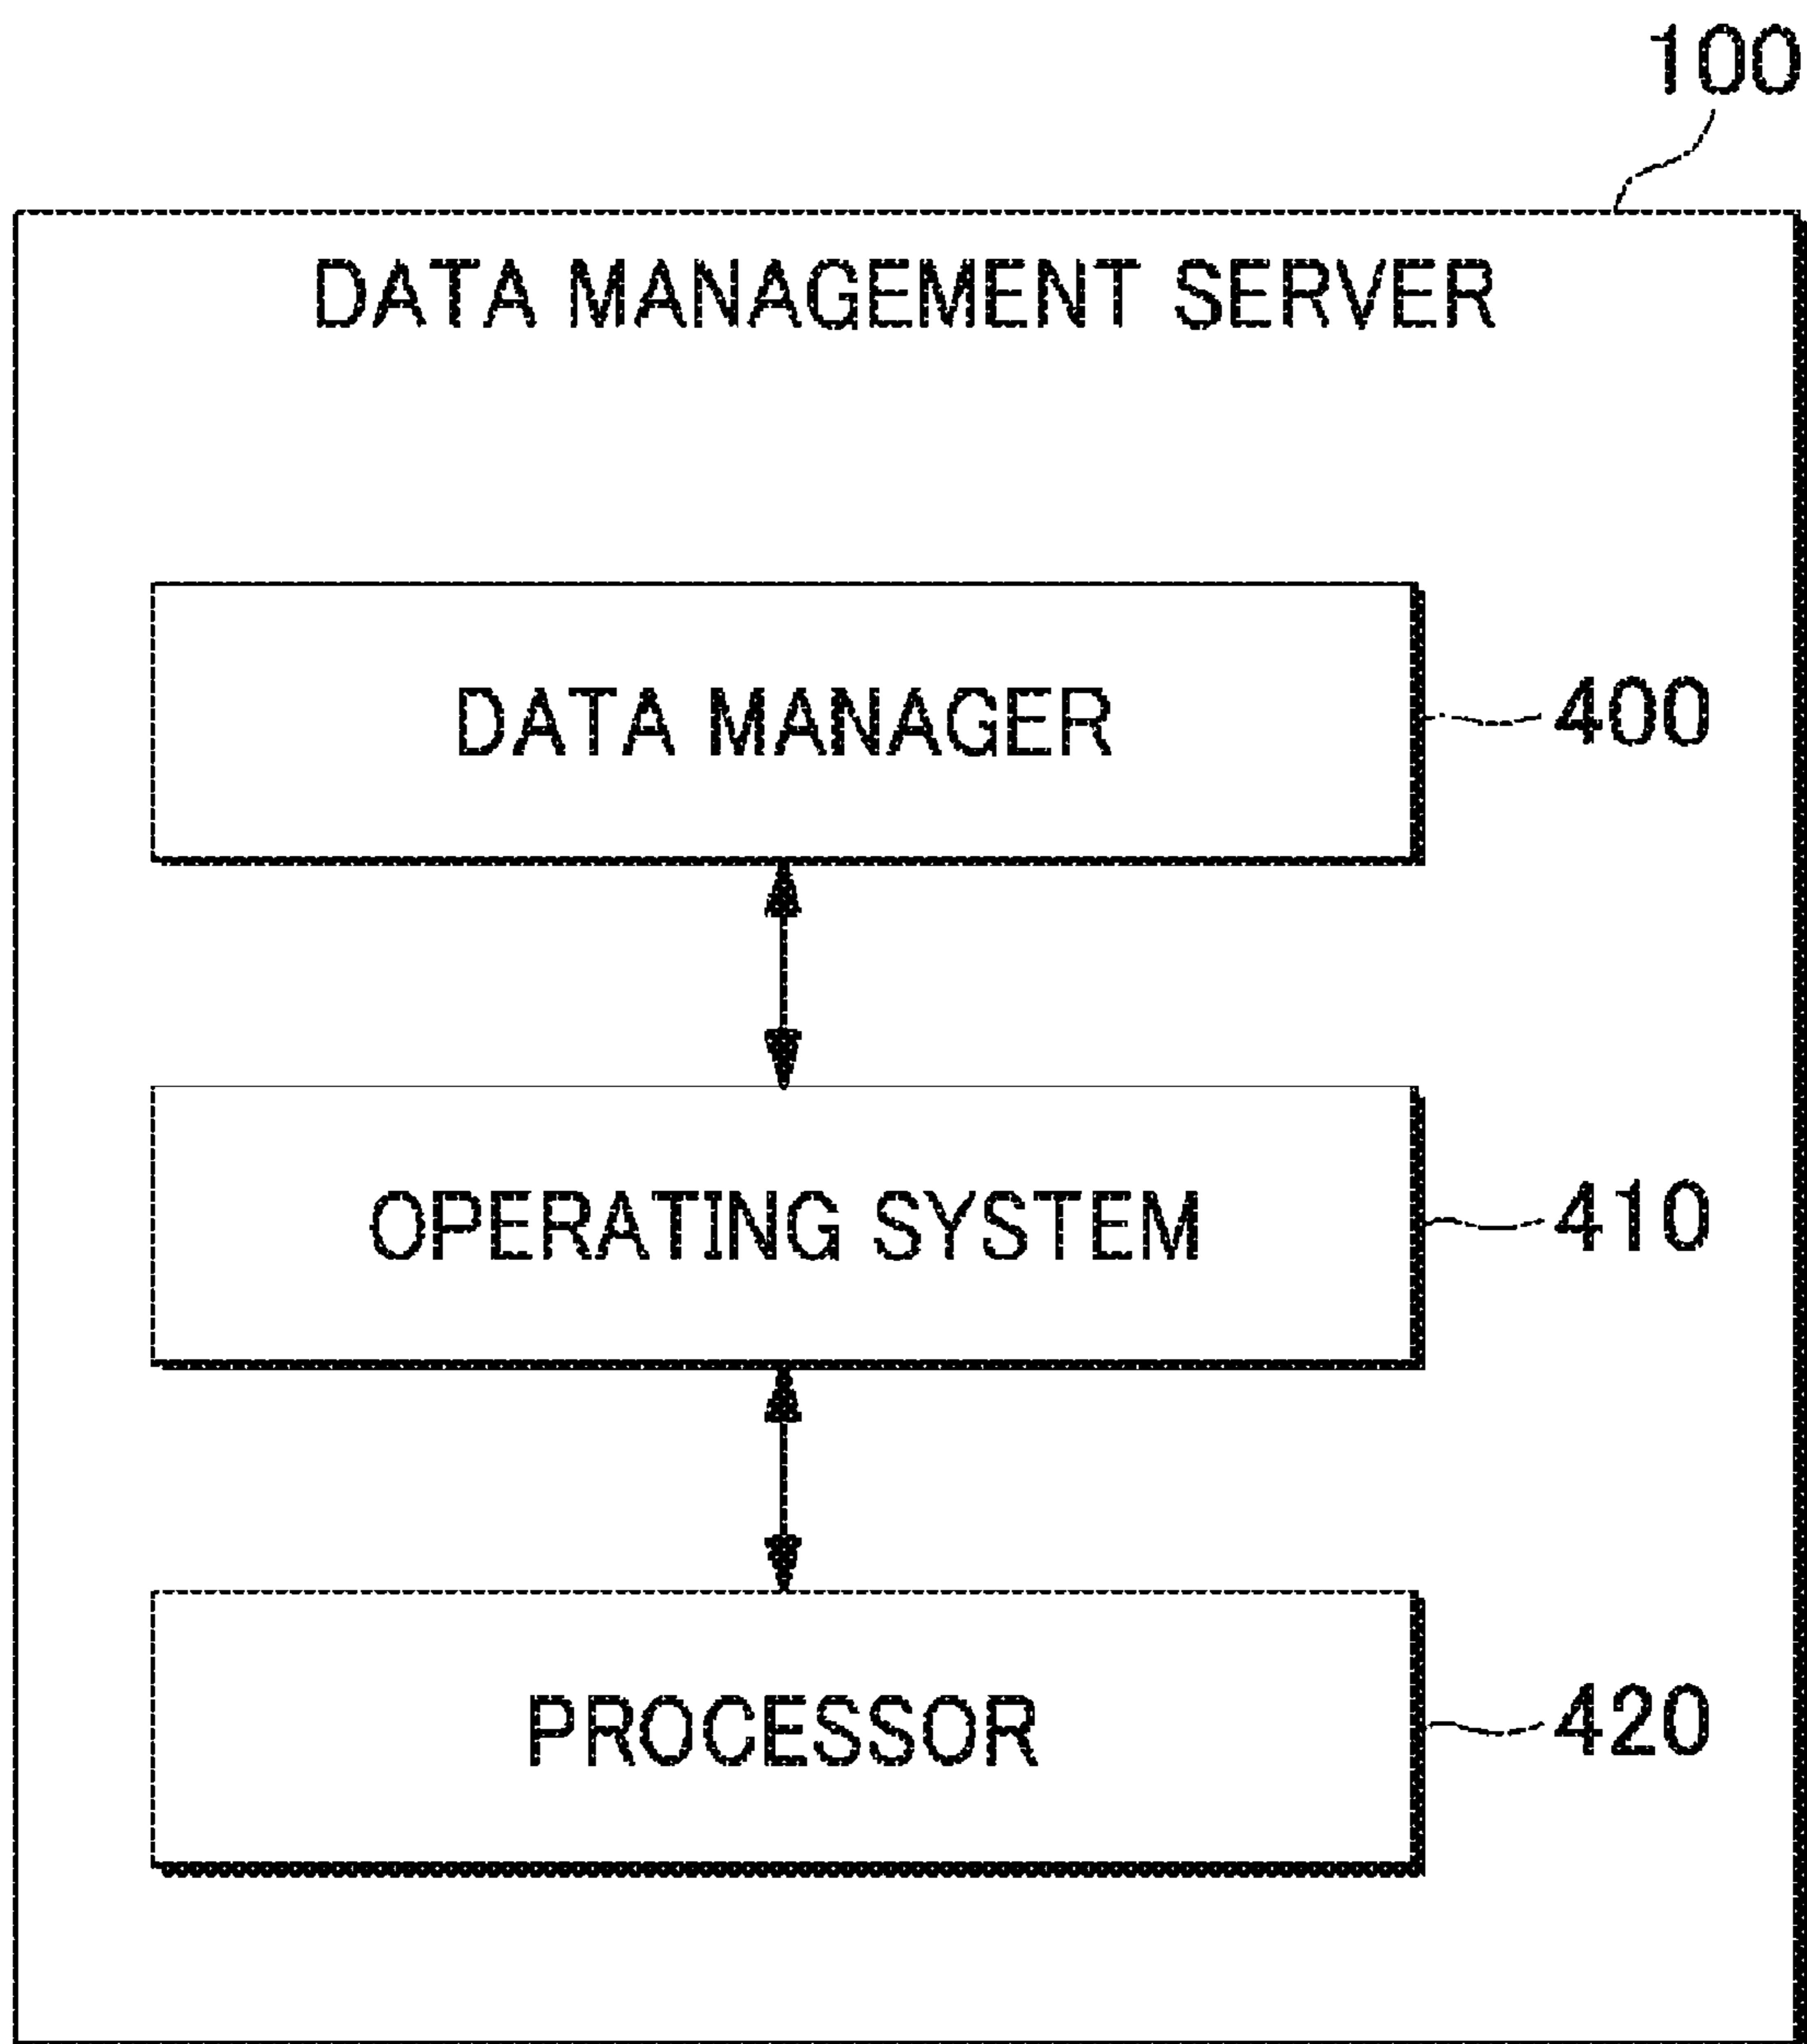 100
DATA MANAGEMENT SERVER
DATA MANAGER
400
OPERATING SYSTEM
410
PROCESSOR
420